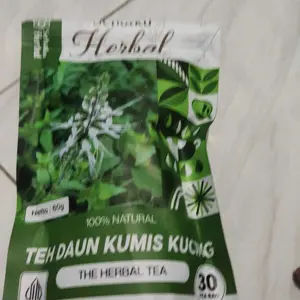 Herbal
Netto : 60g
100% NATURAL
TEH DAUN KUMIS KUCING
THE HERBAL TEA
30